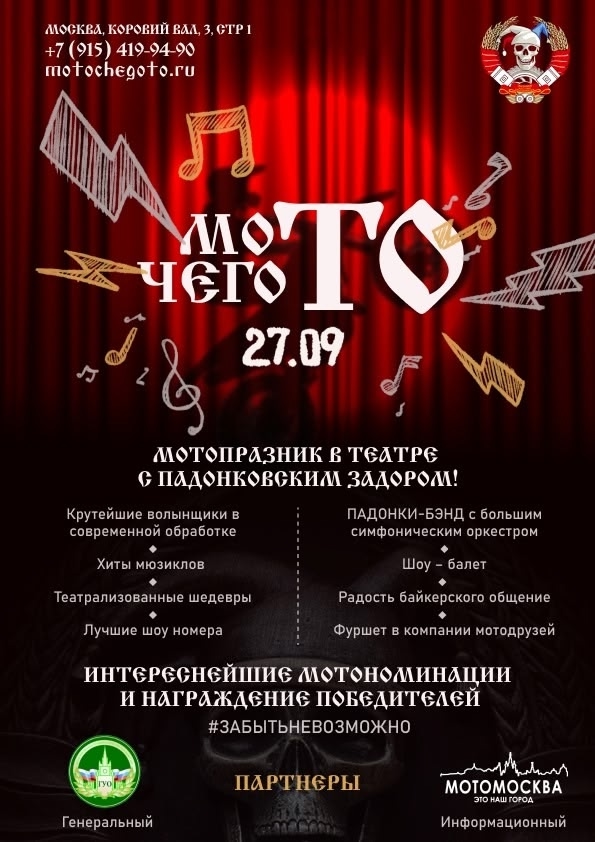 МОСКВА, КОРОВИЙ ВАЛ, 3, СТР 1
+7 (915) 419-94-90
motochegoto.ru
МОТО
ЧЕГО
27.09
МОТОПРАЗНИК В ТЕАТРЕ
С ПАДОНКОВСКИМ ЗАДОРОМ!
Крутейшие волынщики в
современной обработке
Хиты мюзиклов
Театрализованные шедевры
Лучшие шоу номера
ПАДОНКИ-БЭНД с большим
симфоническим оркестром
Шоу – балет
Радость байкерского общение
Фуршет в компании мотодрузей
ИНТЕРЕСНЕЙШИЕ МОТОНОМИНАЦИИ
И НАГРАЖДЕНИЕ ПОБЕДИТЕЛЕЙ
#ЗАБЫТЬНЕВОЗМОЖНО
ГУО
Генеральный
ПАРТНЕРЫ
МОТОМОСКВА
ЭТО НАШ ГОРОД
Информационный